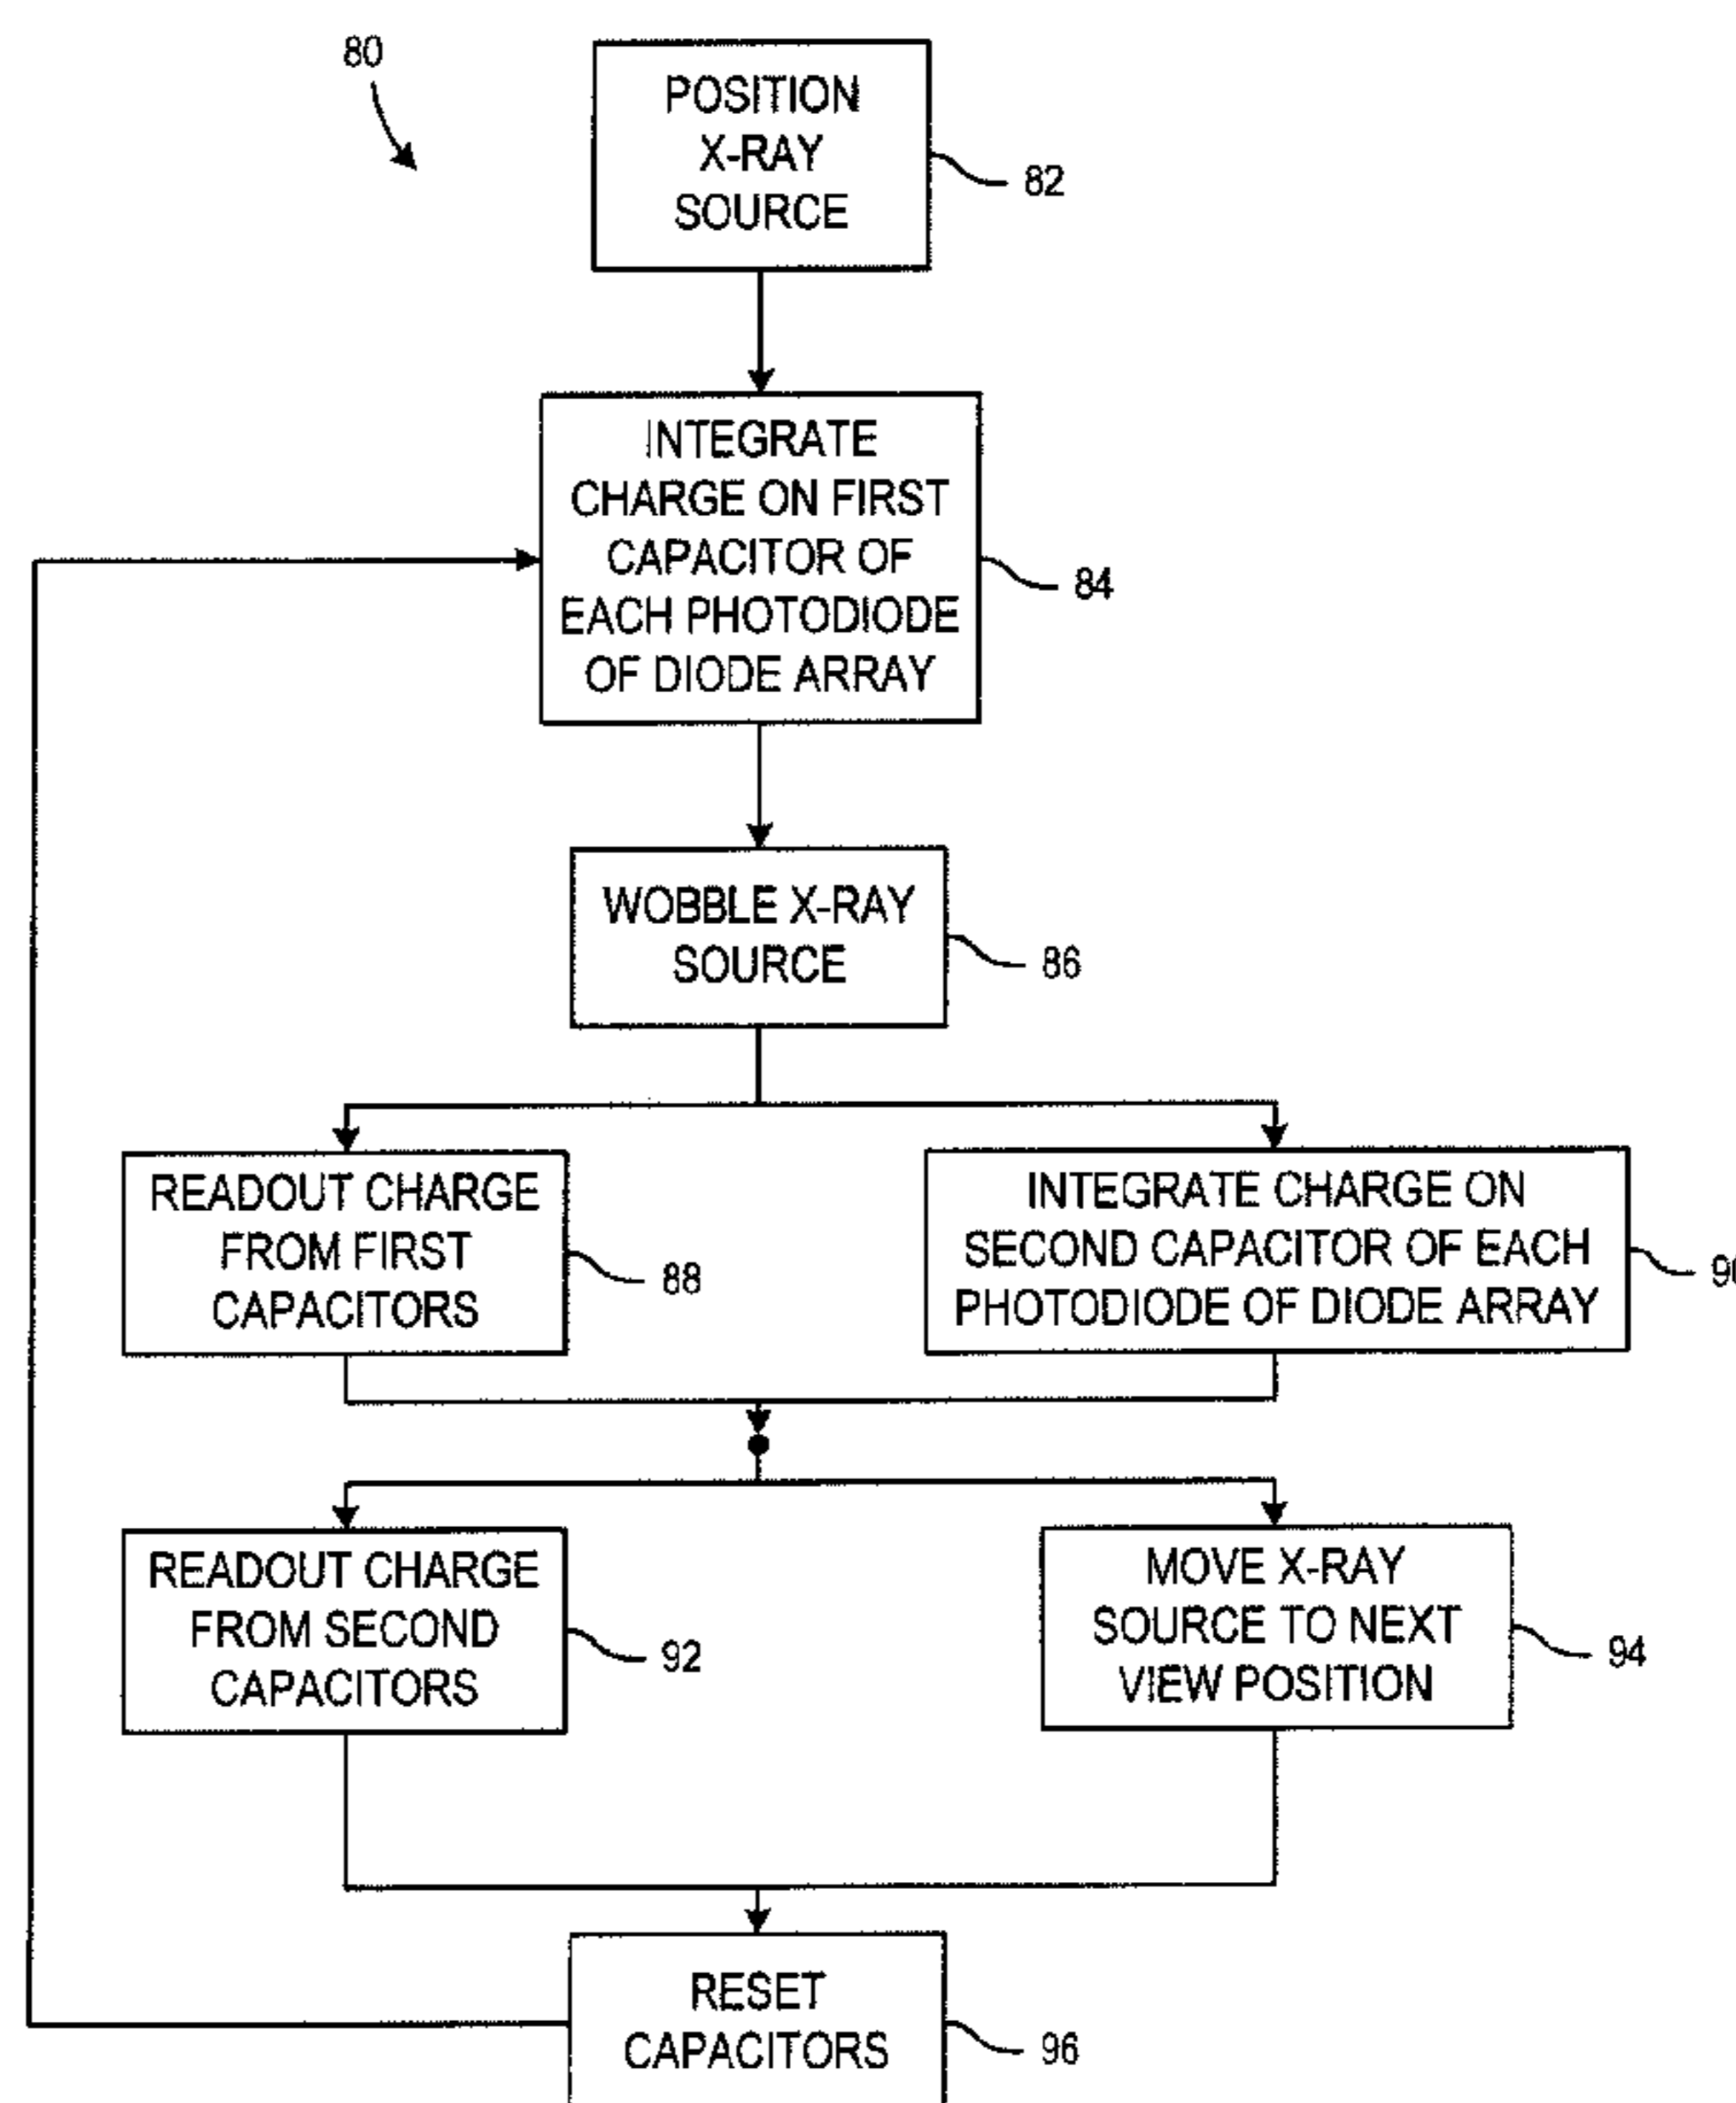 80
POSITION
X-RAY
SOURCE
82
INTEGRATE
CHARGE ON FIRST
CAPACITOR OF
EACH PHOTODIODE
OF DIODE ARRAY
84
WOBBLE X-RAY
SOURCE
86
READOUT CHARGE
FROM FIRST
CAPACITORS
88
INTEGRATE CHARGE ON
SECOND CAPACITOR OF EACH
PHOTODIODE OF DIODE ARRAY
READOUT CHARGE
FROM SECOND
CAPACITORS
92
MOVE X-RAY
SOURCE TO NEXT
VIEW POSITION
94
RESET
CAPACITORS
96